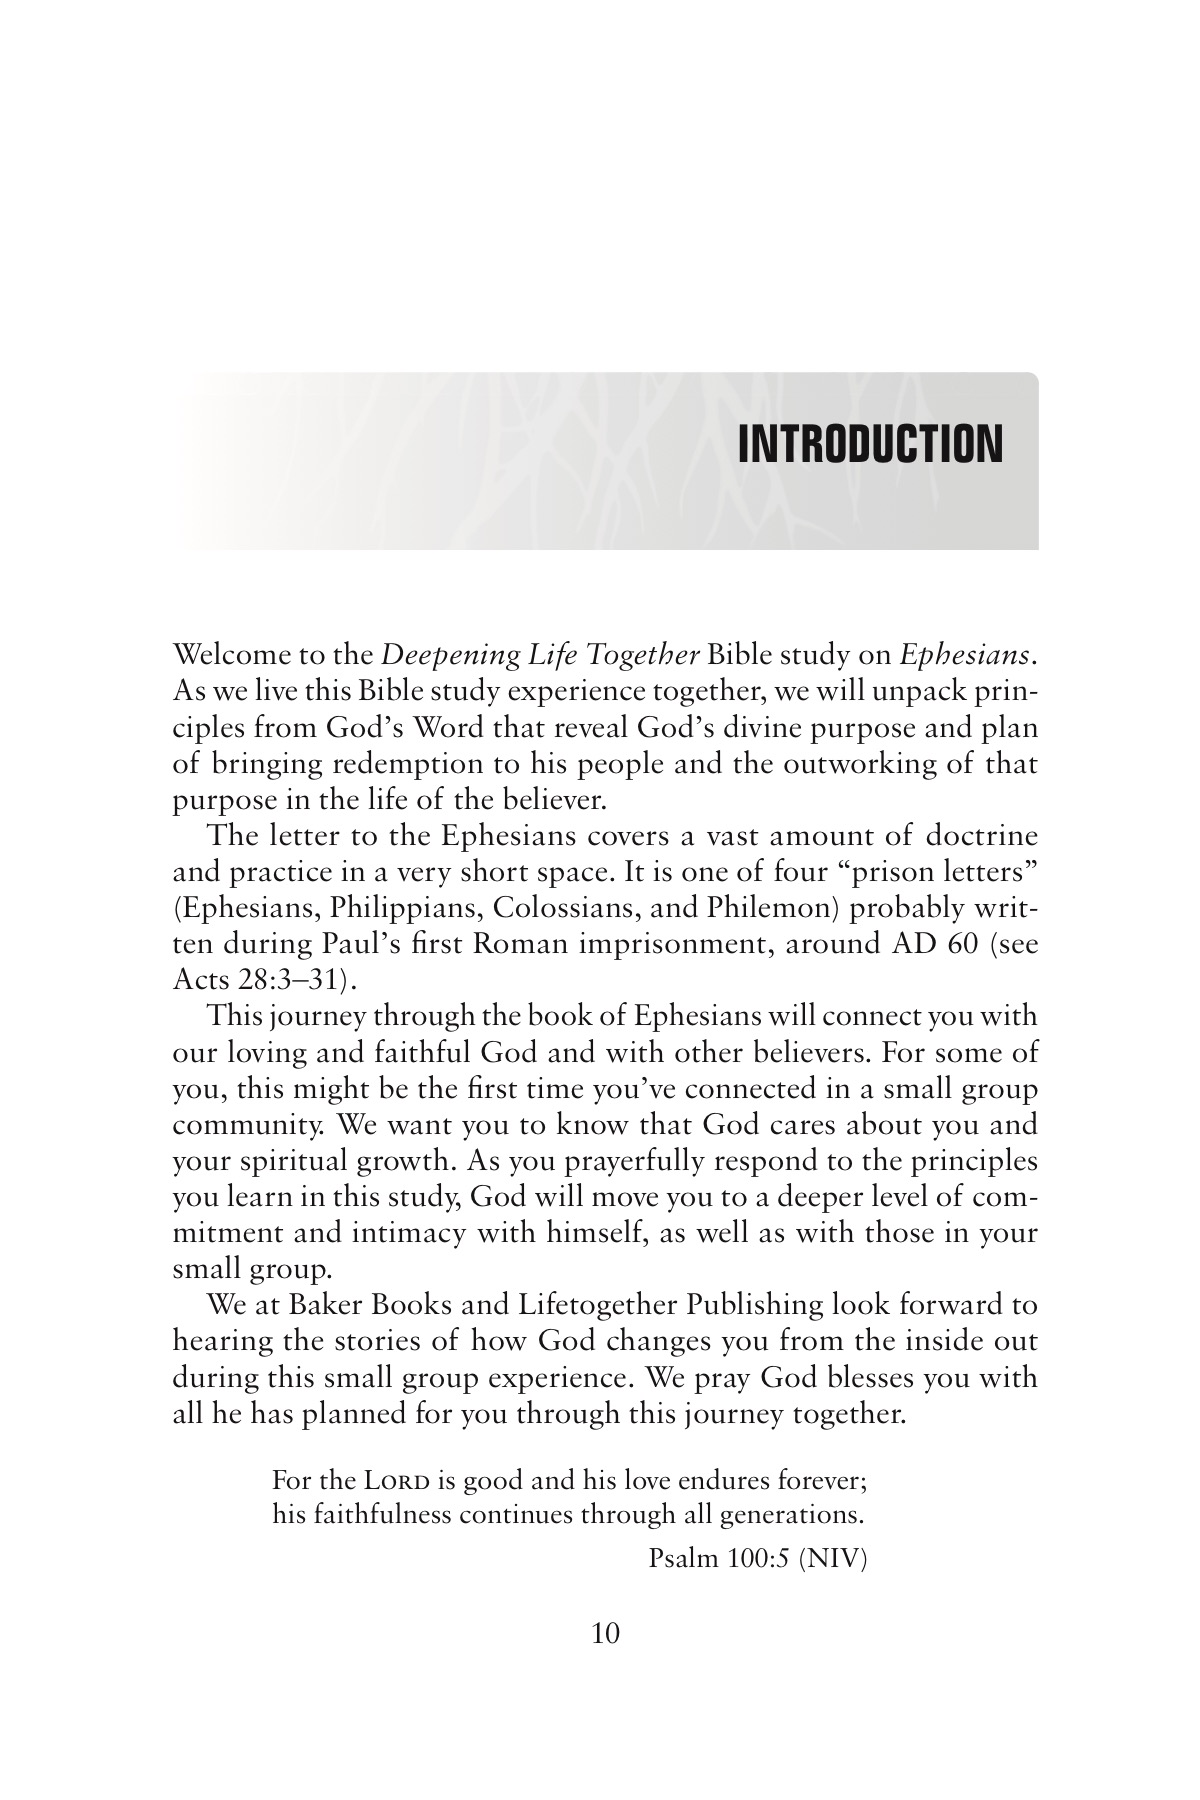 INTRODUCTION
Welcome to the Deepening Life Together Bible study on Ephesians.
As we live this Bible study experience together, we will unpack prin-
ciples from God’s Word that reveal God’s divine purpose and plan
of bringing redemption to his people and the outworking of that
purpose in the life of the believer.
The letter to the Ephesians covers a vast amount of doctrine
and practice in a very short space. It is one of four “prison letters”
(Ephesians, Philippians, Colossians, and Philemon) probably writ-
ten during Paul’s first Roman imprisonment, around AD 60 (see
Acts 28:3–31).
This journey through the book of Ephesians will connect you with
our loving and faithful God and with other believers. For some of
you, this might be the first time you’ve connected in a small group
community. We want you to know that God cares about you and
your spiritual growth. As you prayerfully respond to the principles
you learn in this study, God will move you to a deeper level of com-
mitment and intimacy with himself, as well as with those in your
small group.
We at Baker Books and Lifetogether Publishing look forward to
hearing the stories of how God changes you from the inside out
during this small group experience. We pray God blesses you with
all he has planned for you through this journey together.
For the LORD is good and his love endures forever;
his faithfulness continues through all generations.
Psalm 100:5 (NIV)
10